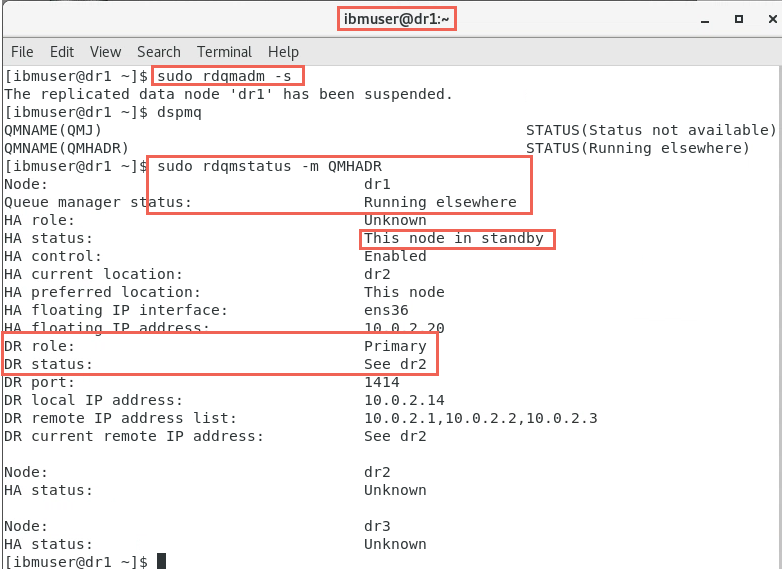 ibmuser@dr1:~
File Edit View Search Terminal Help
[ibmuser@dr1 ~]$ sudo rdqmadm -s
The replicated data node 'dr1' has been suspended.
[ibmuser@dr1 ~]$ dspmq
QMNAME(QMJ) STATUS(Status not available)
QMNAME(QMHADR) STATUS(Running elsewhere)
[ibmuser@dr1 ~]$ sudo rdqmstatus -m QMHADR
Node: dr1
Queue manager status: Running elsewhere
HA role: Unknown
HA status: This node in standby
HA control: Enabled
HA current location: dr2
HA preferred location: This node
HA floating IP interface: ens36
HA floating IP address: 10.0.2.20
DR role: Primary
DR status: See dr2
DR port: 1414
DR local IP address: 10.0.2.14
DR remote IP address list: 10.0.2.1,10.0.2.2,10.0.2.3
DR current remote IP address: See dr2
Node: dr2
HA status: Unknown
Node: dr3
HA status: Unknown
[ibmuser@dr1 ~]$